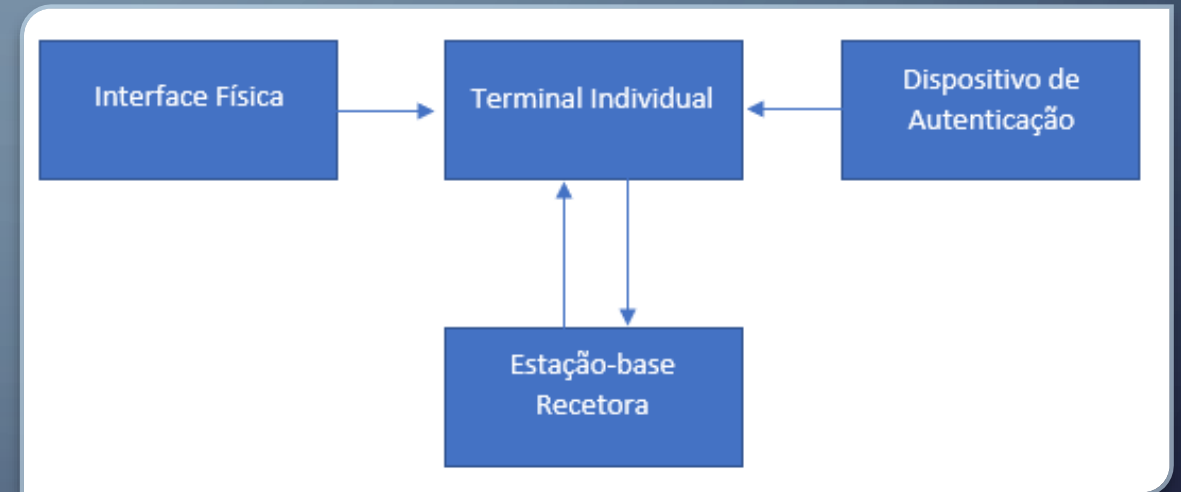 Interface Física
Terminal Individual
Dispositivo de
Autenticação
Estação-base
Recetora